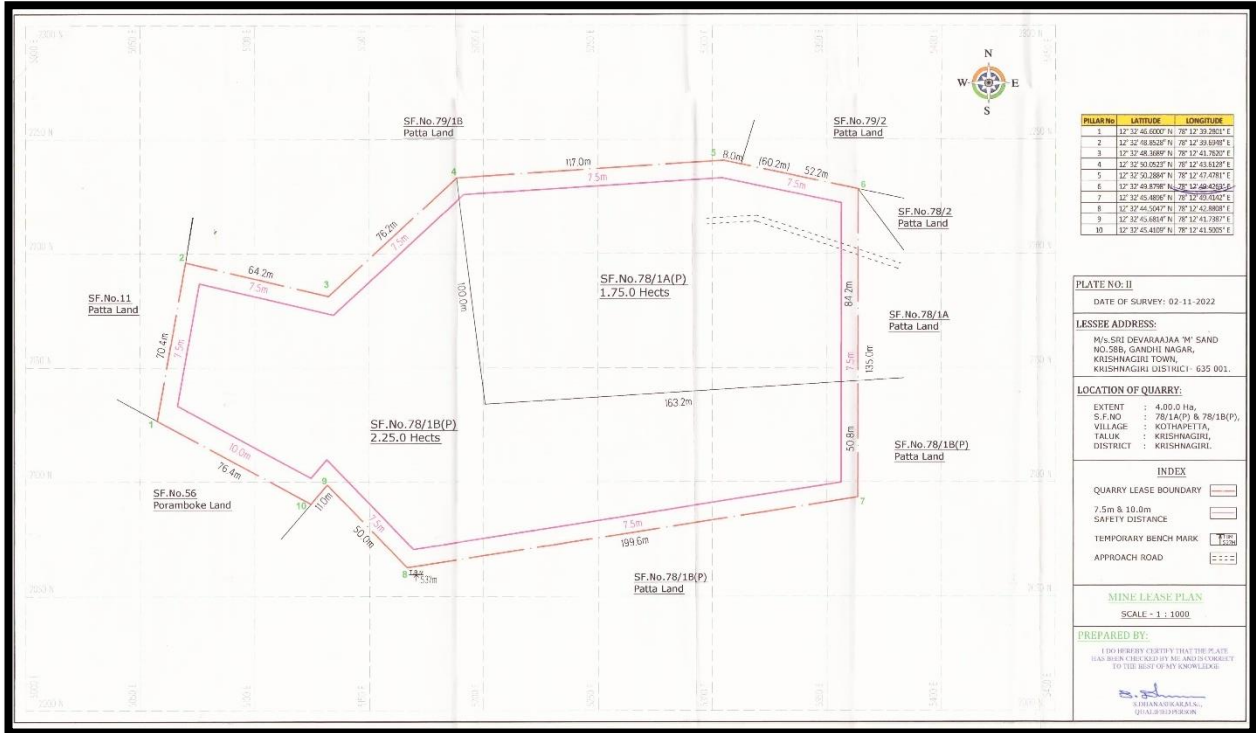 N
W E
S
SF.No.79/1B
Patta Land
SF.No.79/2
Patta Land
SF.No.78/2
Patta Land
SF.No.11
Patta Land
SF.No.78/1A(P)
1.75.0 Hects
SF.No.78/1A
Patta Land
SF.No.78/1B(P)
2.25.0 Hects
SF.No.78/1B(P)
Patta Land
SF.No.56
Poramboke Land
SF.No.78/1B(P)
Patta Land
1
2
3
4
5
6
7
8
9
10
70.4m
64.2m
76.2m
117.0m
8.0m
(60.2m)
52.2m
84.2m
135.0m
50.8m
199.6m
50.0m
11.0m
76.4m
100.0m
163.2m
7.5m
7.5m
7.5m
7.5m
7.5m
7.5m
7.5m
7.5m
10.0m
PILLAR No LATITUDE LONGITUDE
1 12° 32' 46.6000" N 78° 12' 39.2801" E
2 12° 32' 48.8528" N 78° 12' 39.6948" E
3 12° 32' 48.3689" N 78° 12' 41.7620" E
4 12° 32' 50.0523" N 78° 12' 43.6129" E
5 12° 32' 50.2884" N 78° 12' 47.4781" E
6 12° 32' 49.8798" N
7 12° 32' 45.4896" N 78° 12' 49.4142" E
8 12° 32' 44.5047" N 78° 12' 42.8808" E
9 12° 32' 45.6814" N 78° 12' 41.7387" E
10 12° 32' 45.4109" N 78° 12' 41.5005" E
PLATE NO: II
DATE OF SURVEY: 02-11-2022
LESSEE ADDRESS:
M/s.SRI DEVARAAJAA 'M' SAND
NO.58B, GANDHI NAGAR,
KRISHNAGIRI TOWN,
KRISHNAGIRI DISTRICT- 635 001.
LOCATION OF QUARRY:
EXTENT : 4.00.0 Ha,
S.F.NO : 78/1A(P) & 78/1B(P),
VILLAGE : KOTHAPETTA,
TALUK : KRISHNAGIRI,
DISTRICT : KRISHNAGIRI.
INDEX
QUARRY LEASE BOUNDARY
7.5m & 10.0m
SAFETY DISTANCE
TEMPORARY BENCH MARK
APPROACH ROAD
MINE LEASE PLAN
SCALE - 1 : 1000
PREPARED BY:
I DO HEREBY CERTIFY THAT THE PLATE
HAS BEEN CHECKED BY ME AND IS CORRECT
TO THE BEST OF MY KNOWLEDGE
QUALIFIED PERSON